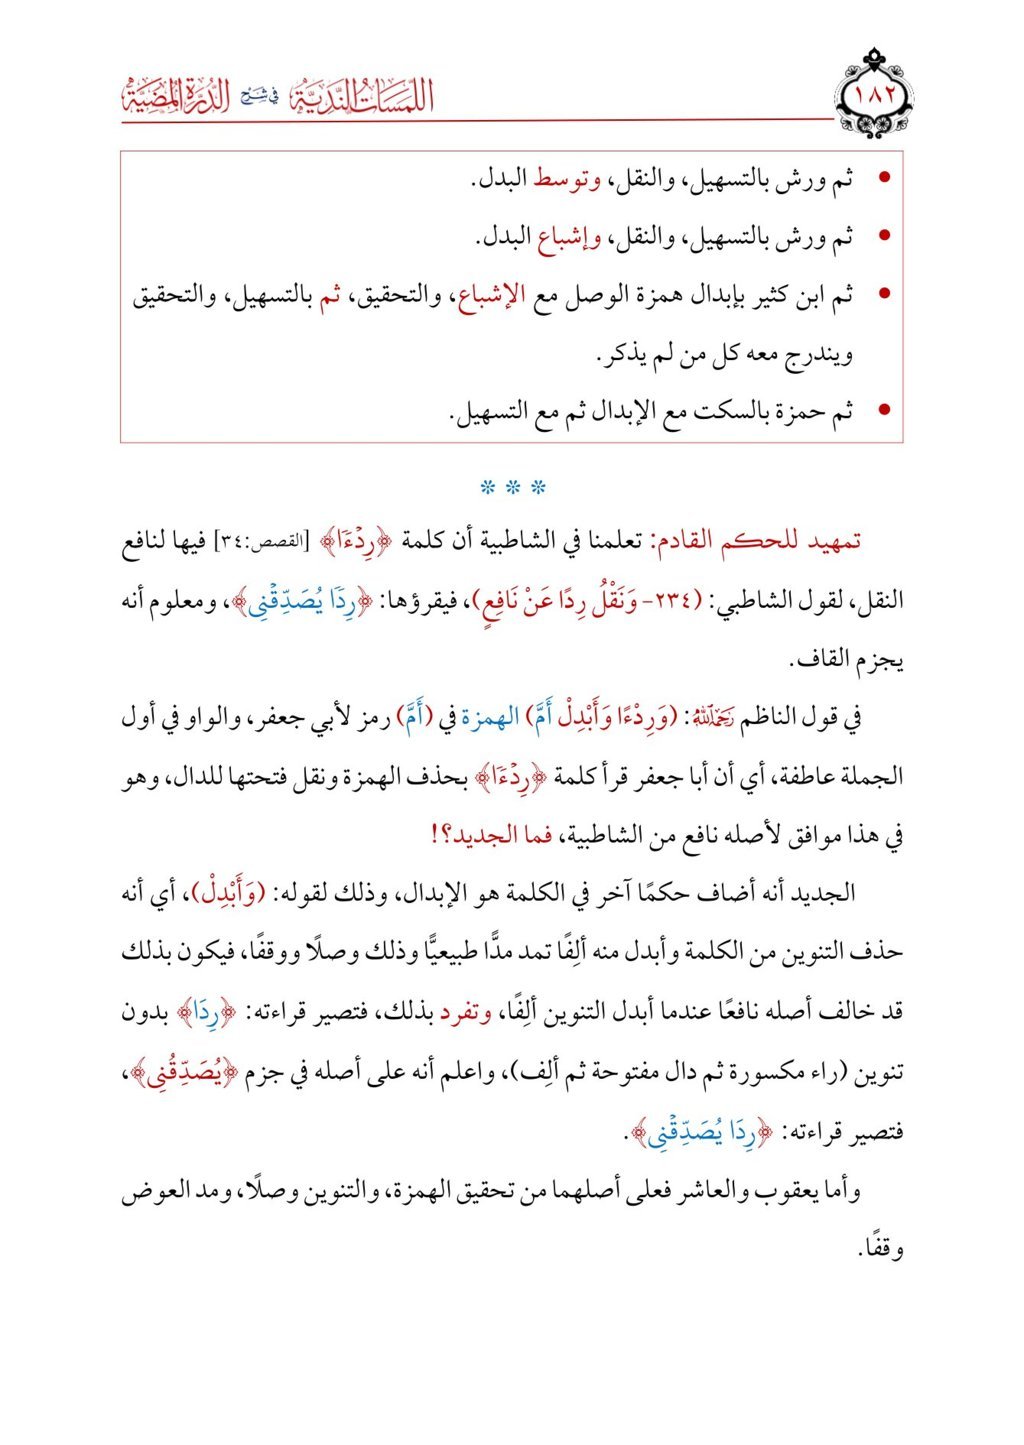 ١٨٢
اللمسات الندية في شرح الدرة المضية
• ثم ورش بالتسهيل، والنقل، وتوسط البدل.
• ثم ورش بالتسهيل، والنقل، وإشباع البدل.
• ثم ابن كثير بإبدال همزة الوصل مع الإشباع، والتحقيق، ثم بالتسهيل، والتحقيق
ويندرج معه كل من لم يذكر.
• ثم حمزة بالسكت مع الإبدال ثم مع التسهيل.
* * *
تمهيد للحكم القادم: تعلمنا في الشاطبية أن كلمة ﴿رِدۡءٗا﴾ [القصص:٣٤] فيها لنافع
النقل، لقول الشاطبي: (٢٣٤- وَنَقْلُ رِدًا عَنْ نَافِعٍ)، فيقرؤها: ﴿رِدٗا يُصَدِّقۡنِى﴾، ومعلوم أنه
يجزم القاف.
في قول الناظم رَحِمَهُ اللَّهُ: (وَرِدْءًا وَأَبْدِلْ أَمَّ) الهمزة في (أَمَّ) رمز لأبي جعفر، والواو في أول
الجملة عاطفة، أي أن أبا جعفر قرأ كلمة ﴿رِدۡءٗا﴾ بحذف الهمزة ونقل فتحتها للدال، وهو
في هذا موافق لأصله نافع من الشاطبية، فما الجديد؟!
الجديد أنه أضاف حكمًا آخر في الكلمة هو الإبدال، وذلك لقوله: (وَأَبْدِلْ)، أي أنه
حذف التنوين من الكلمة وأبدل منه ألِفًا تمد مدًّا طبيعيًّا وذلك وصلًا ووقفًا، فيكون بذلك
قد خالف أصله نافعًا عندما أبدل التنوين ألِفًا، وتفرد بذلك، فتصير قراءته: ﴿رِدَا﴾ بدون
تنوين (راء مكسورة ثم دال مفتوحة ثم ألِف)، واعلم أنه على أصله في جزم ﴿يُصَدِّقُنِى﴾،
فتصير قراءته: ﴿رِدَا يُصَدِّقۡنِى﴾.
وأما يعقوب والعاشر فعلى أصلهما من تحقيق الهمزة، والتنوين وصلًا، ومد العوض
وقفًا.